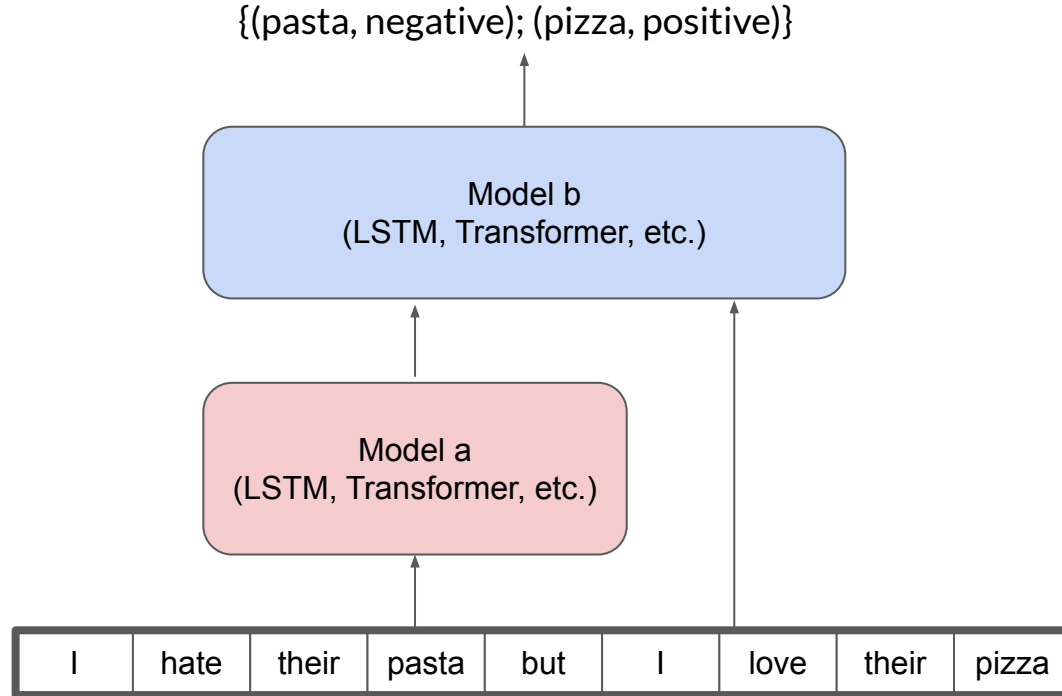 {(pasta, negative); (pizza, positive)}
Model b
(LSTM, Transformer, etc.)
Model a
(LSTM, Transformer, etc.)
I hate their pasta but I love their pizza